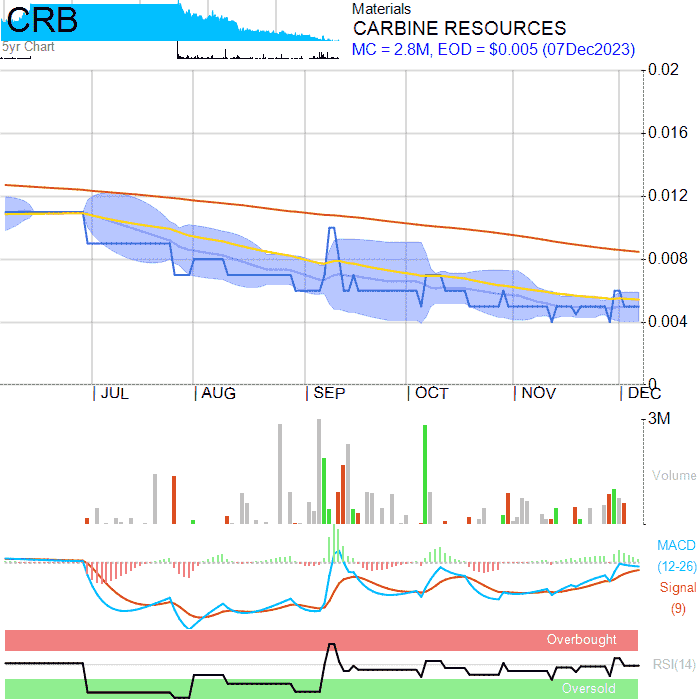 CRB
5yr Chart
Materials
CARBINE RESOURCES
MC = 2.8M, EOD = $0.005 (07Dec2023)
0.02
0.016
0.012
0.008
0.004
0
JUL AUG SEP OCT NOV DEC
3M
Volume
MACD
(12-26)
Signal
(9)
Overbought
RSI(14)
Oversold